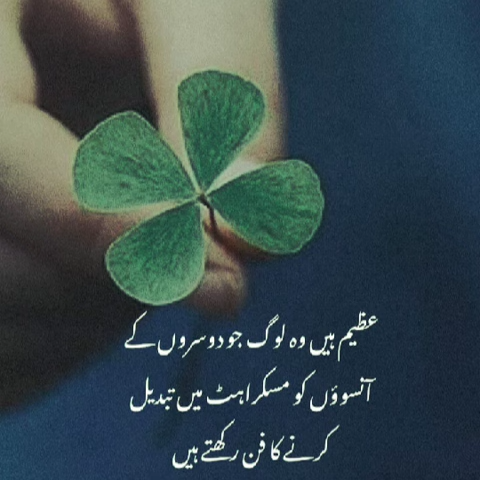 عظیم ہیں وہ لوگ جو دوسروں کے
آنسوؤں کو مسکراہٹ میں تبدیل
کرنے کا فن رکھتے ہیں